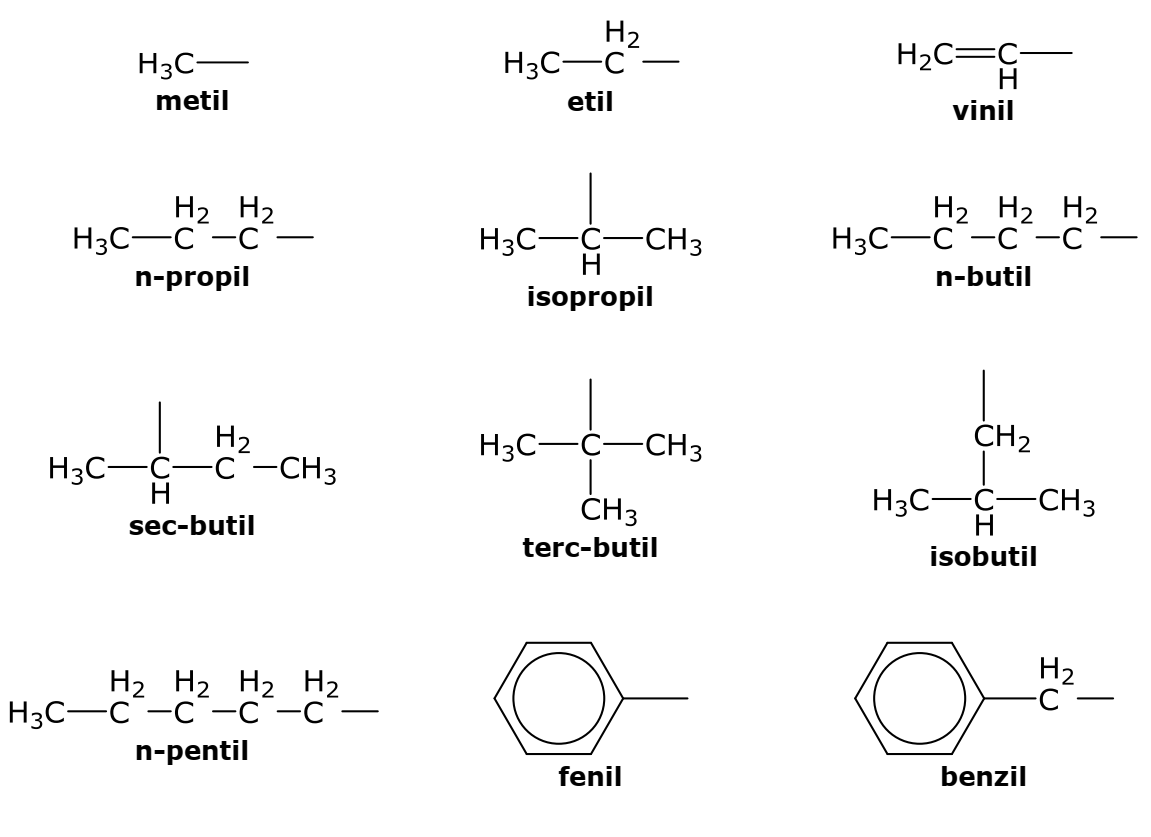 H3C
metil
H2
H3C C
etil
H2C C
H
vinil
H2 H2
H3C C C
n-propil
H3C C CH3
H
isopropil
H2 H2 H2
H3C C C C
n-butil
H2
H3C C C CH3
H
sec-butil
H3C C CH3
CH3
terc-butil
CH2
H3C C CH3
H
isobutil
H2 H2 H2 H2
H3C C C C C
n-pentil
fenil
H2
C
benzil